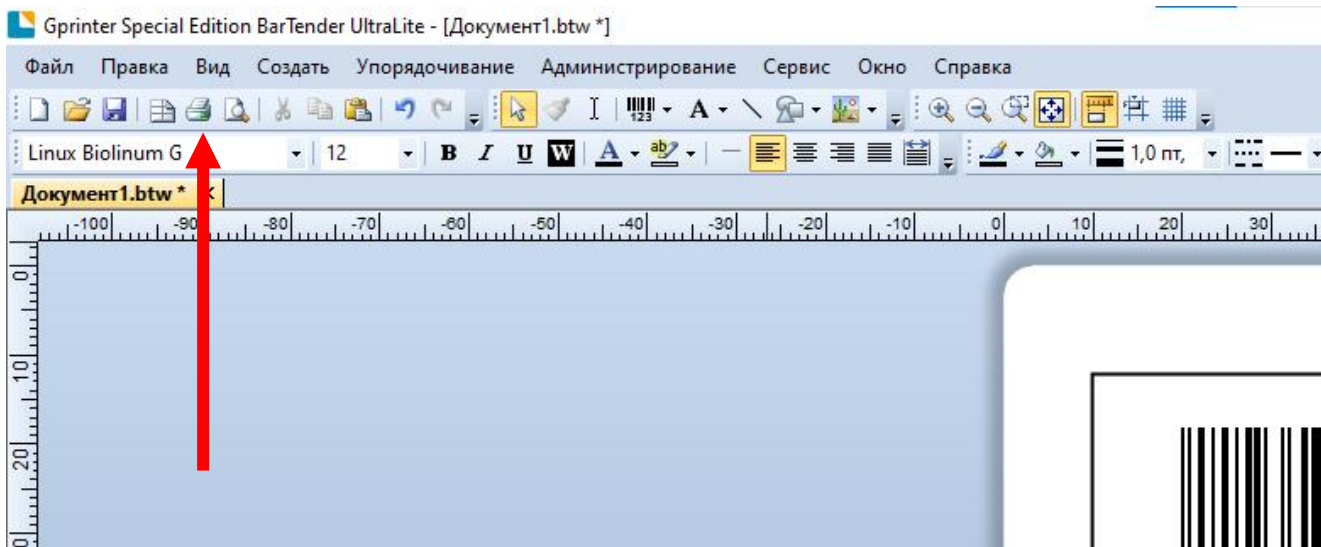 Gprinter Special Edition BarTender UltraLite - [Документ1.btw *]
Файл Правка Вид Создать Упорядочивание Администрирование Сервис Окно Справка
123 A
Linux Biolinum G 12 B I U W A ab 1,0 пт,
Документ1.btw *
-100 -90 -80 -70 -60 -50 -40 -30 -20 -10 0 10 20 30
0
10
20